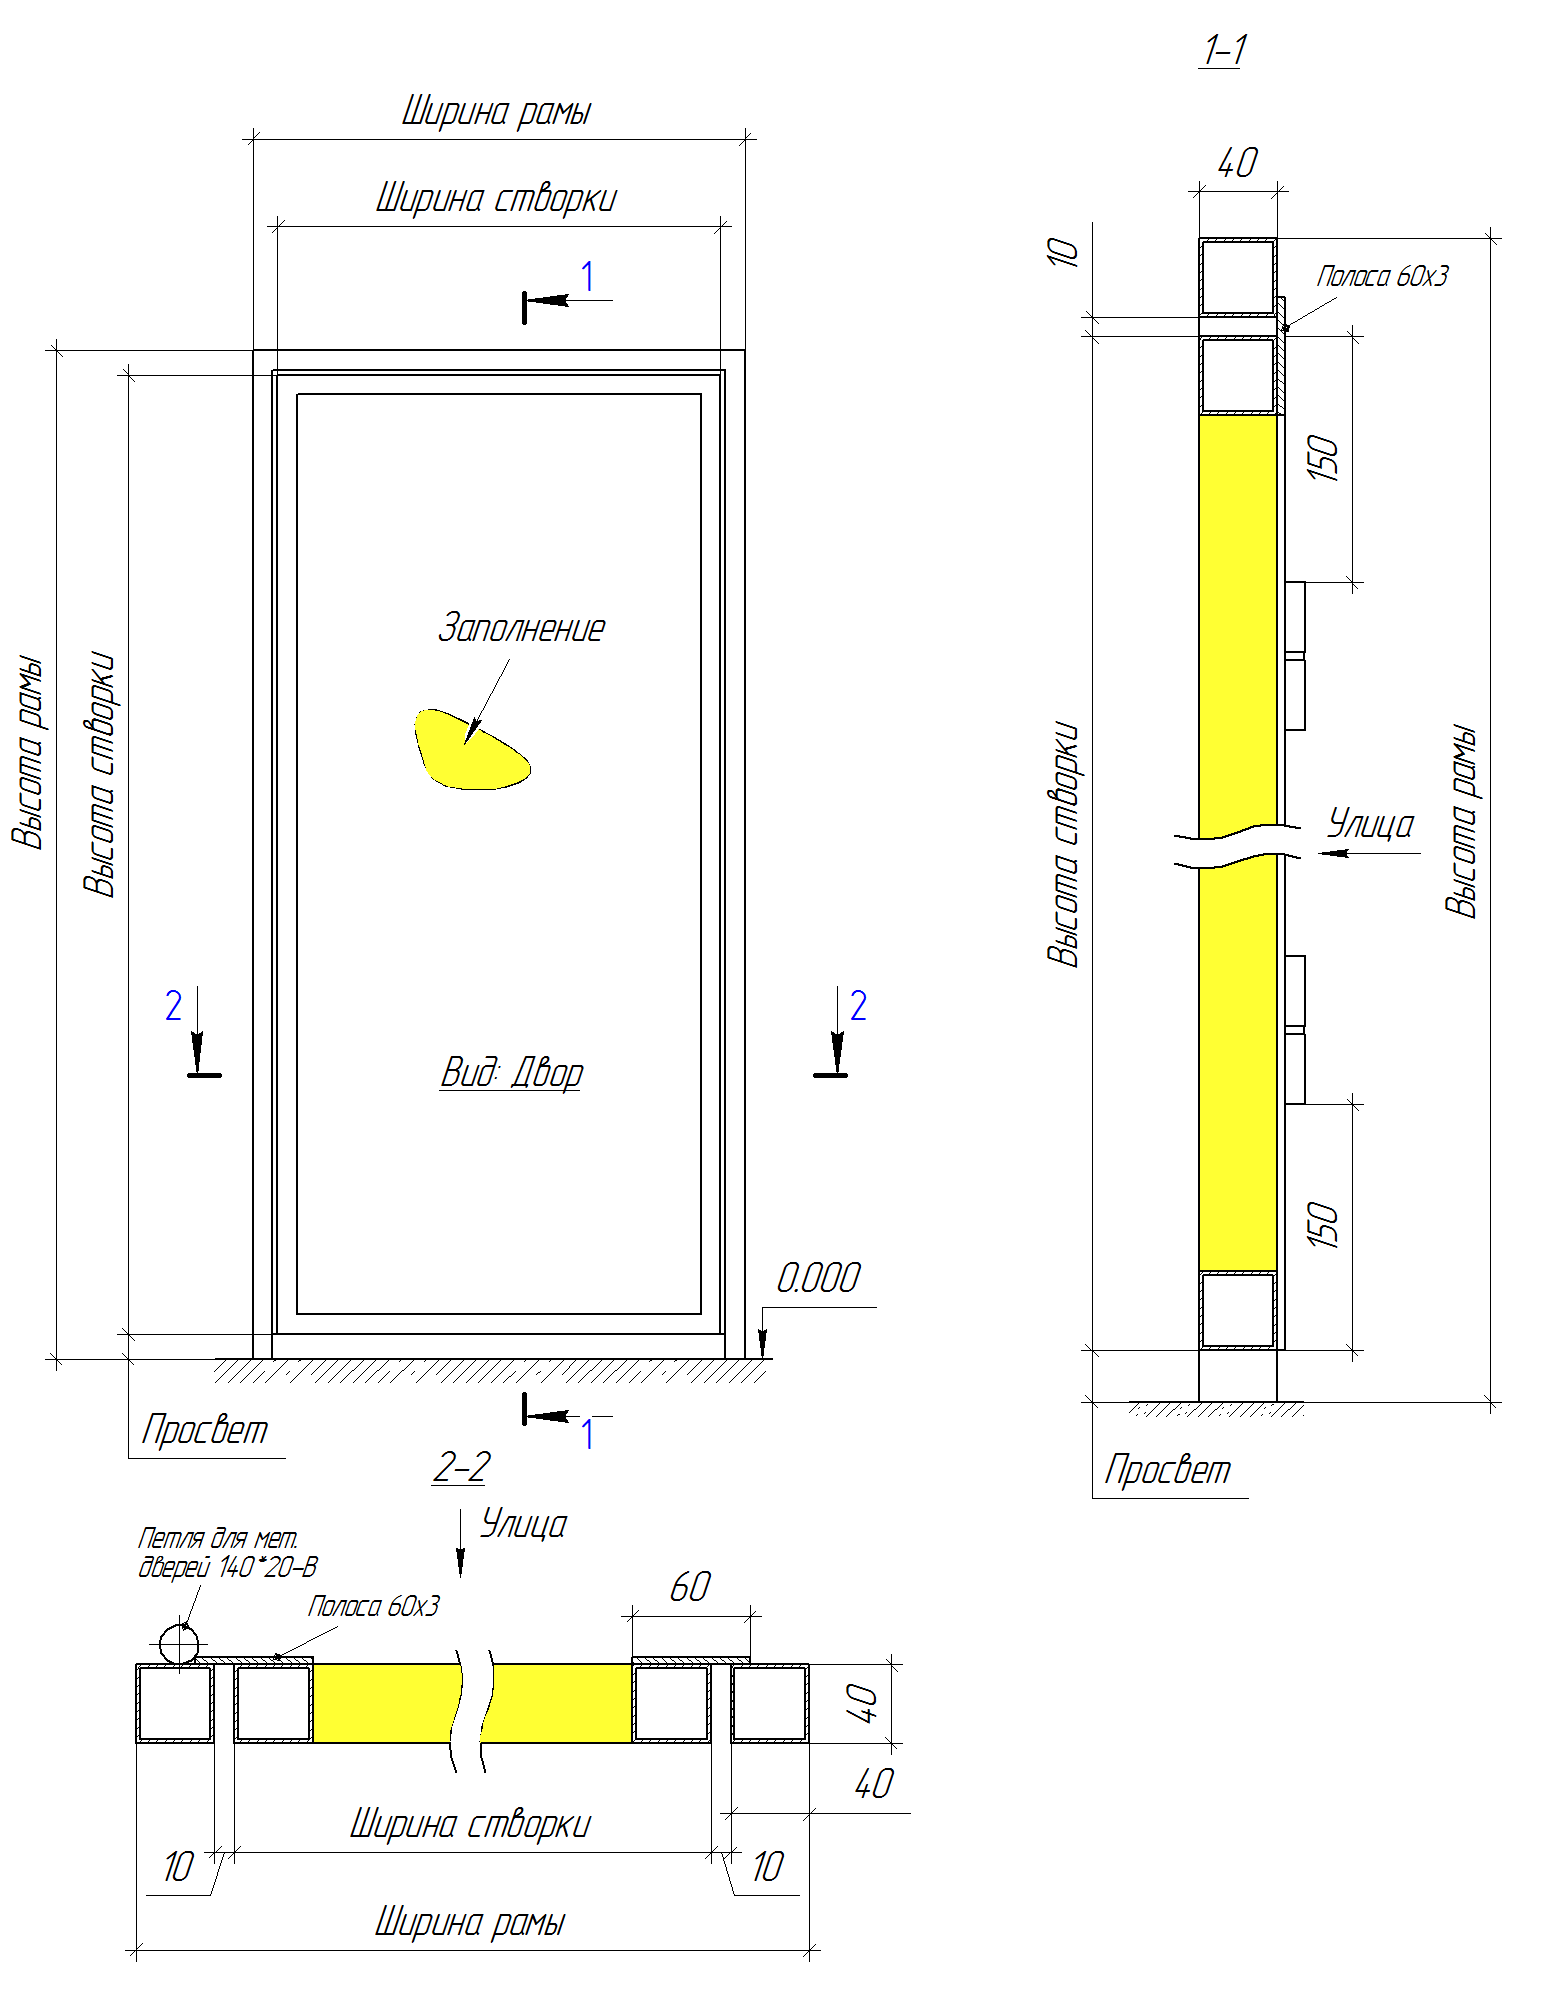 1-1
Ширина рамы
40
Ширина створки
10
1
Полоса 60х3
150
Заполнение
Высота рамы
Высота створки
Высота створки
Высота рамы
Улица
2
2
Вид: Двор
150
0.000
Просвет
1
2-2
Просвет
Улица
Петля для мет.
дверей 140*20-В
Полоса 60х3
60
40
40
Ширина створки
10
10
Ширина рамы